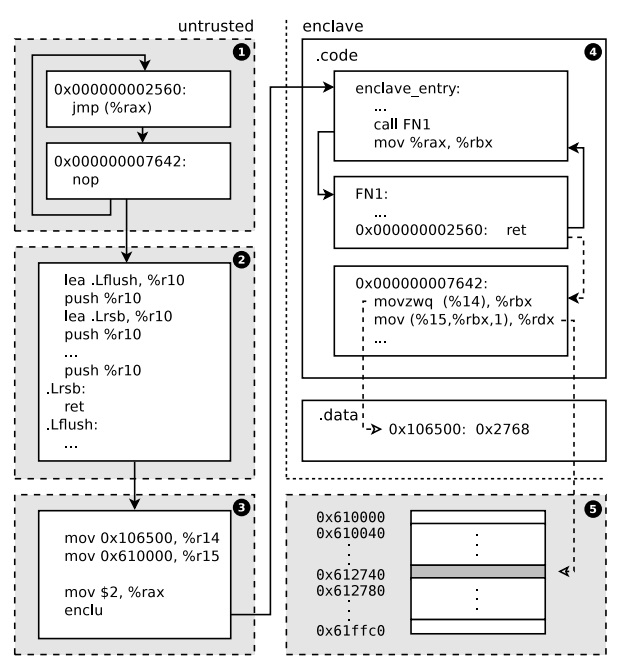 untrusted
enclave
1
0x000000002560:
jmp (%rax)
0x000000007642:
nop
2
lea .Lflush, %r10
push %r10
lea .Lrsb, %r10
push %r10
...
push %r10
.Lrsb:
ret
.Lflush:
...
3
mov 0x106500, %r14
mov 0x610000, %r15
mov $2, %rax
enclu
.code
4
enclave_entry:
...
call FN1
mov %rax, %rbx
FN1:
...
0x000000002560: ret
0x000000007642:
movzwq (%14), %rbx
mov (%15,%rbx,1), %rdx
...
.data
0x106500: 0x2768
5
0x610000
0x610040
0x612740
0x612780
0x61ffc0